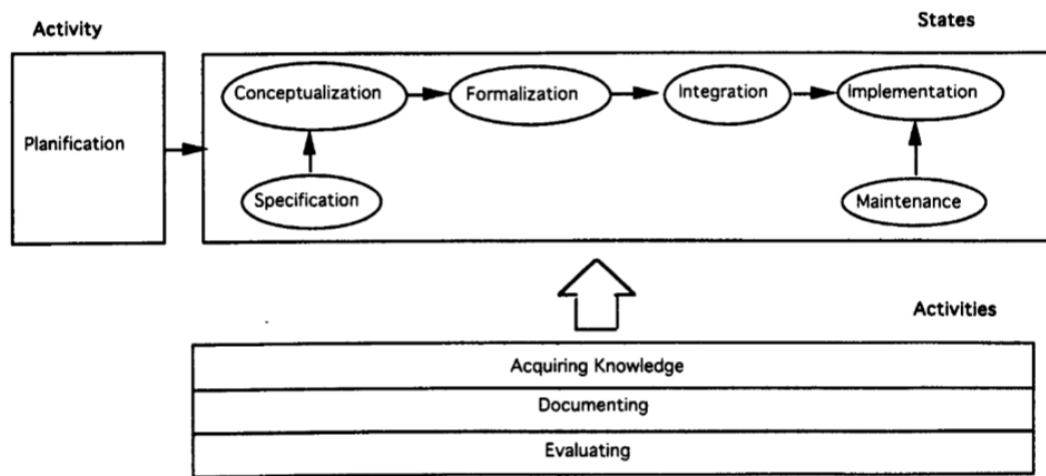 Activity
States
Planification
Conceptualization
Formalization
Integration
Implementation
Specification
Maintenance
Activities
Acquiring Knowledge
Documenting
Evaluating